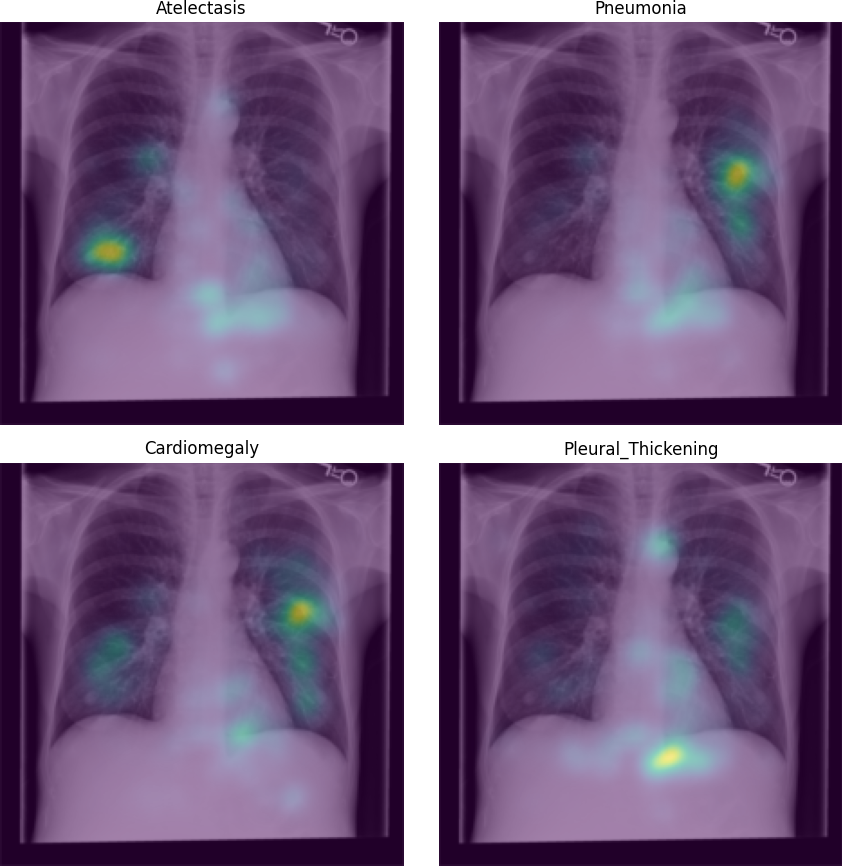 Atelectasis
Pneumonia
Cardiomegaly
Pleural_Thickening